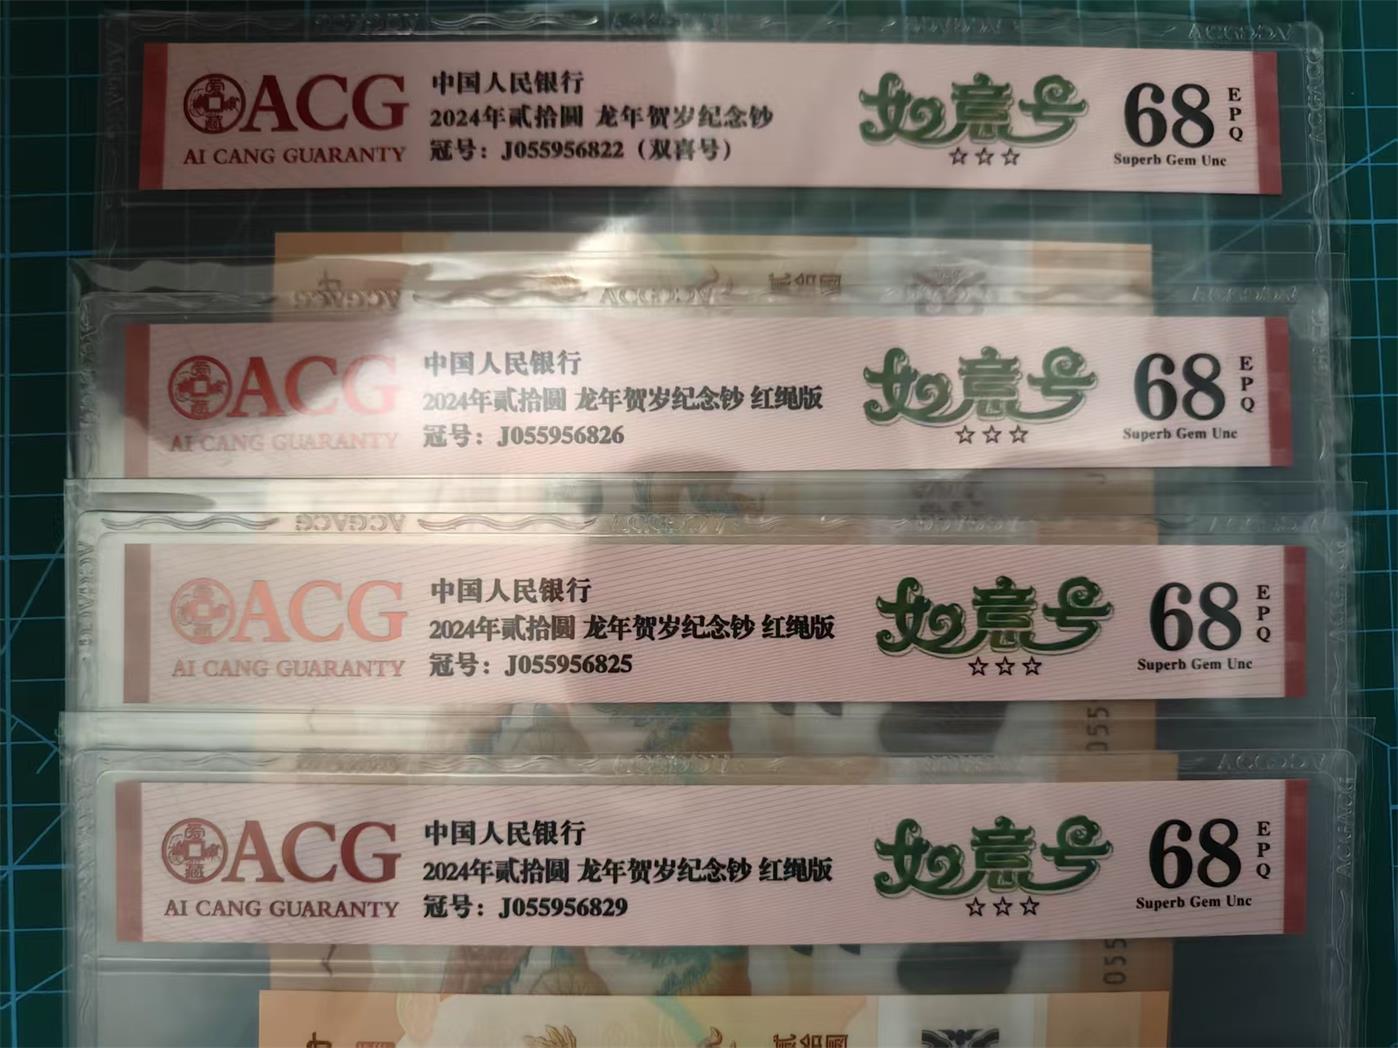 ACG
AI CANG GUARANTY
中国人民银行
2024年贰拾圆 龙年贺岁纪念钞
冠号：J055956822（双喜号）
如意号
☆☆☆
68
EPQ
Superb Gem Unc
贰拾圆
ACG
AI CANG GUARANTY
中国人民银行
2024年贰拾圆 龙年贺岁纪念钞 红绳版
冠号：J055956826
如意号
☆☆☆
68
EPQ
Superb Gem Unc
ACG
AI CANG GUARANTY
中国人民银行
2024年贰拾圆 龙年贺岁纪念钞 红绳版
冠号：J055956825
如意号
☆☆☆
68
EPQ
Superb Gem Unc
055
ACG
AI CANG GUARANTY
中国人民银行
2024年贰拾圆 龙年贺岁纪念钞 红绳版
冠号：J055956829
如意号
☆☆☆
68
EPQ
Superb Gem Unc
055
贰拾圆